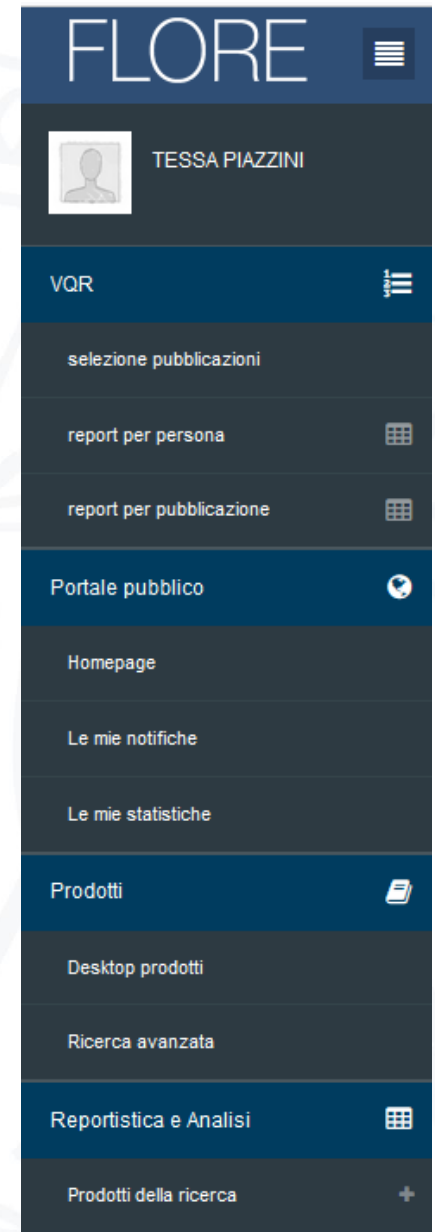 FLORE
TESSA PIAZZINI
VQR
selezione pubblicazioni
report per persona
report per pubblicazione
Portale pubblico
Homepage
Le mie notifiche
Le mie statistiche
Prodotti
Desktop prodotti
Ricerca avanzata
Reportistica e Analisi
Prodotti della ricerca